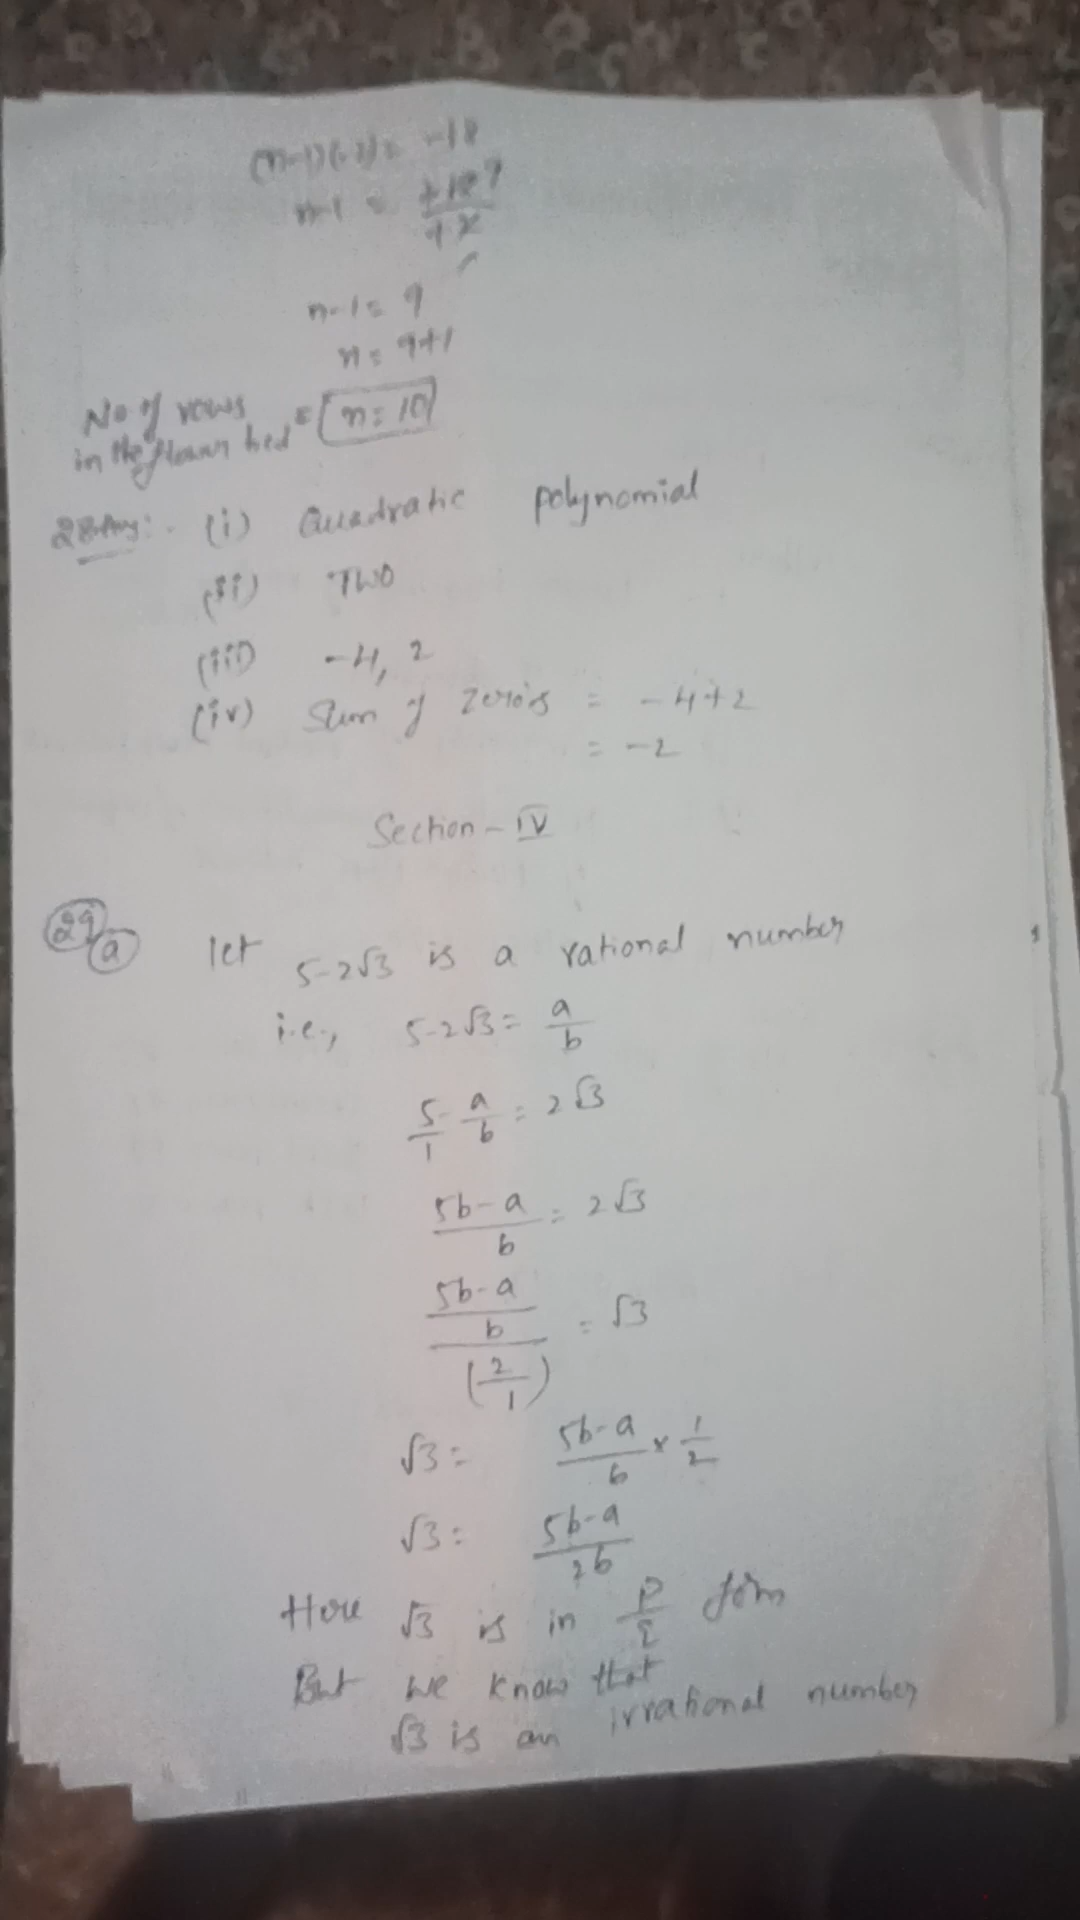 (n-1)(-2) = -18
n-1 = +18 9 / +2
n-1 = 9
n = 9+1
No of rows
in the flower bed = n = 10
28 Ans:- (i) Quadratic polynomial
(ii) TWO
(iii) -4, 2
(iv) Sum of zerois = -4+2
= -2
Section - IV
29 a let 5-2√3 is a rational number
i.e., 5-2√3 = a/b
5/1 - a/b = 2√3
5b-a/b = 2√3
5b-a/b/(2/1) = √3
√3 = 5b-a/b × 1/2
√3 = 5b-a/2b
Here √3 is in p/q form
But we know that
√3 is an irrational number